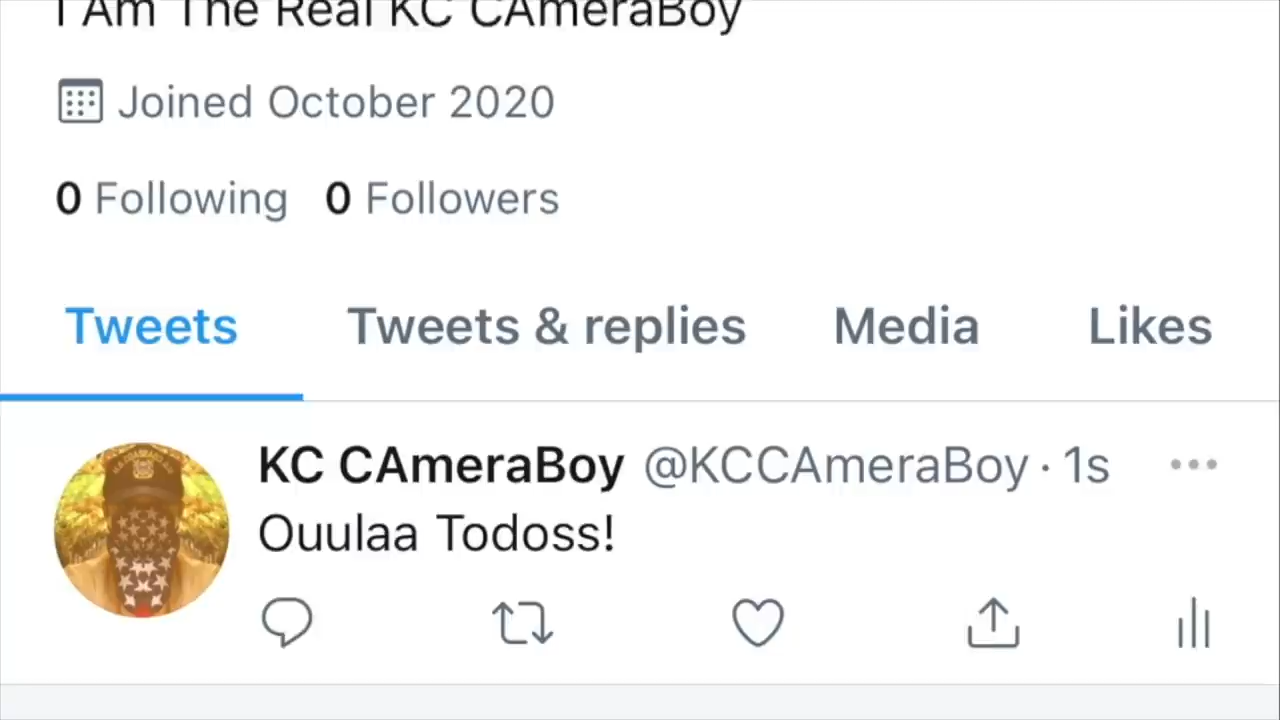 I Am The Real KC CAmeraBoy
Joined October 2020
0 Following 0 Followers
Tweets Tweets & replies Media Likes
KC CAmeraBoy @KCCAmeraBoy · 1s
Ouulaa Todoss!